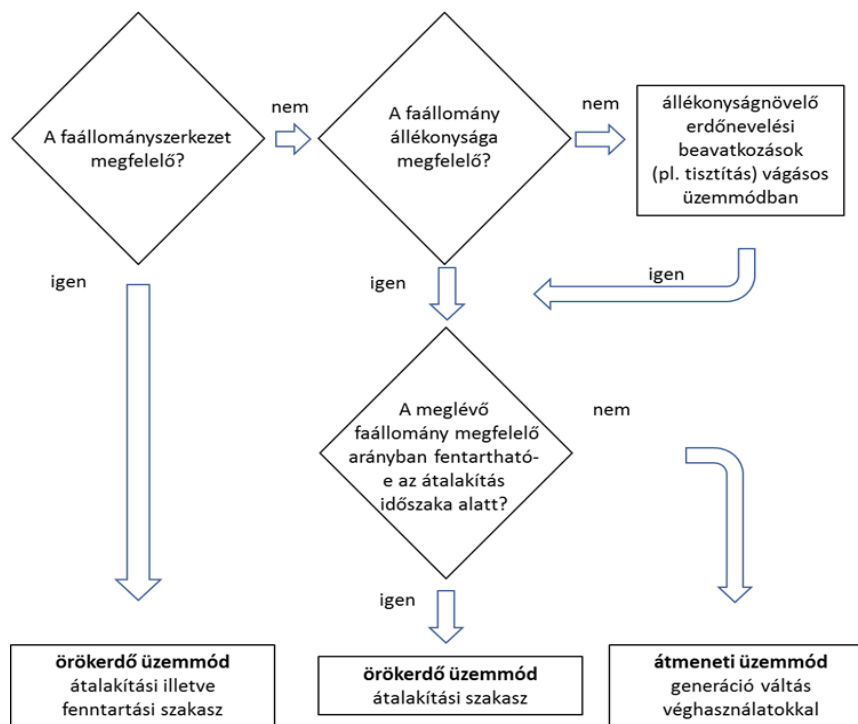 A faállományszerkezet
megfelelő?
nem
A faállomány
állékonysága
megfelelő?
nem
állékonyságnövelő
erdőnevelési
beavatkozások
(pl. tisztítás) vágásos
üzemmódban
igen
igen
igen
A meglévő
faállomány megfelelő
arányban fentartható-
e az átalakítás
időszaka alatt?
nem
igen
örökerdő üzemmód
átalakítási illetve
fenntartási szakasz
örökerdő üzemmód
átalakítási szakasz
átmeneti üzemmód
generáció váltás
véghasználatokkal